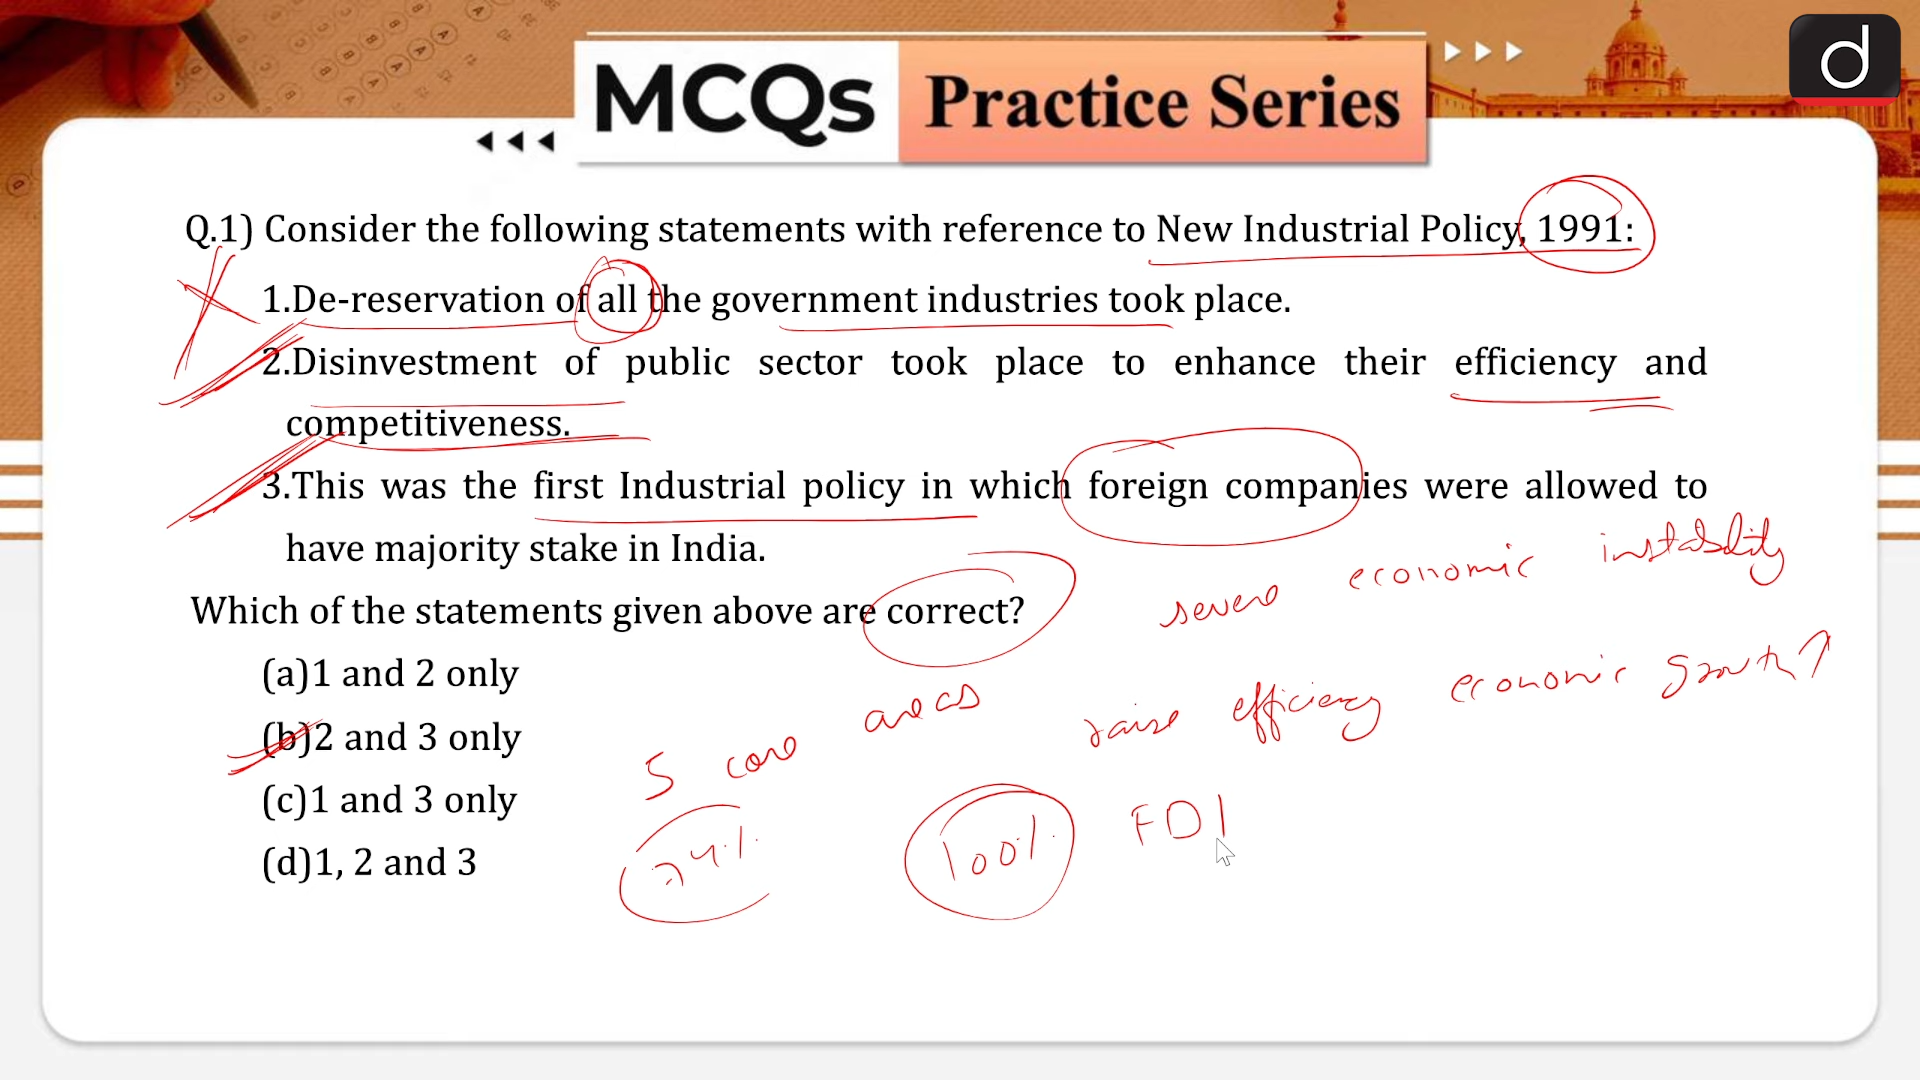 d
MCQs Practice Series
Q.1) Consider the following statements with reference to New Industrial Policy, 1991:
1.De-reservation of all the government industries took place.
2.Disinvestment of public sector took place to enhance their efficiency and
competitiveness.
3.This was the first Industrial policy in which foreign companies were allowed to
have majority stake in India.
Which of the statements given above are correct?
severe economic instability
(a)1 and 2 only
(b)2 and 3 only
5 core areas
raise efficiency economic growth
(c)1 and 3 only
(d)1, 2 and 3
100% FDI